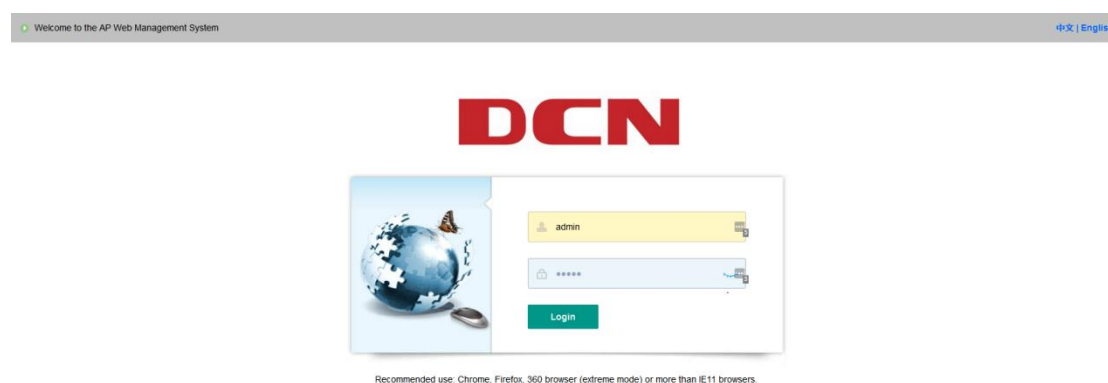 Welcome to the AP Web Management System
中文 | Englis
DCN
admin
•••••
Login
Recommended use: Chrome, Firefox, 360 browser (extreme mode) or more than IE11 browsers.